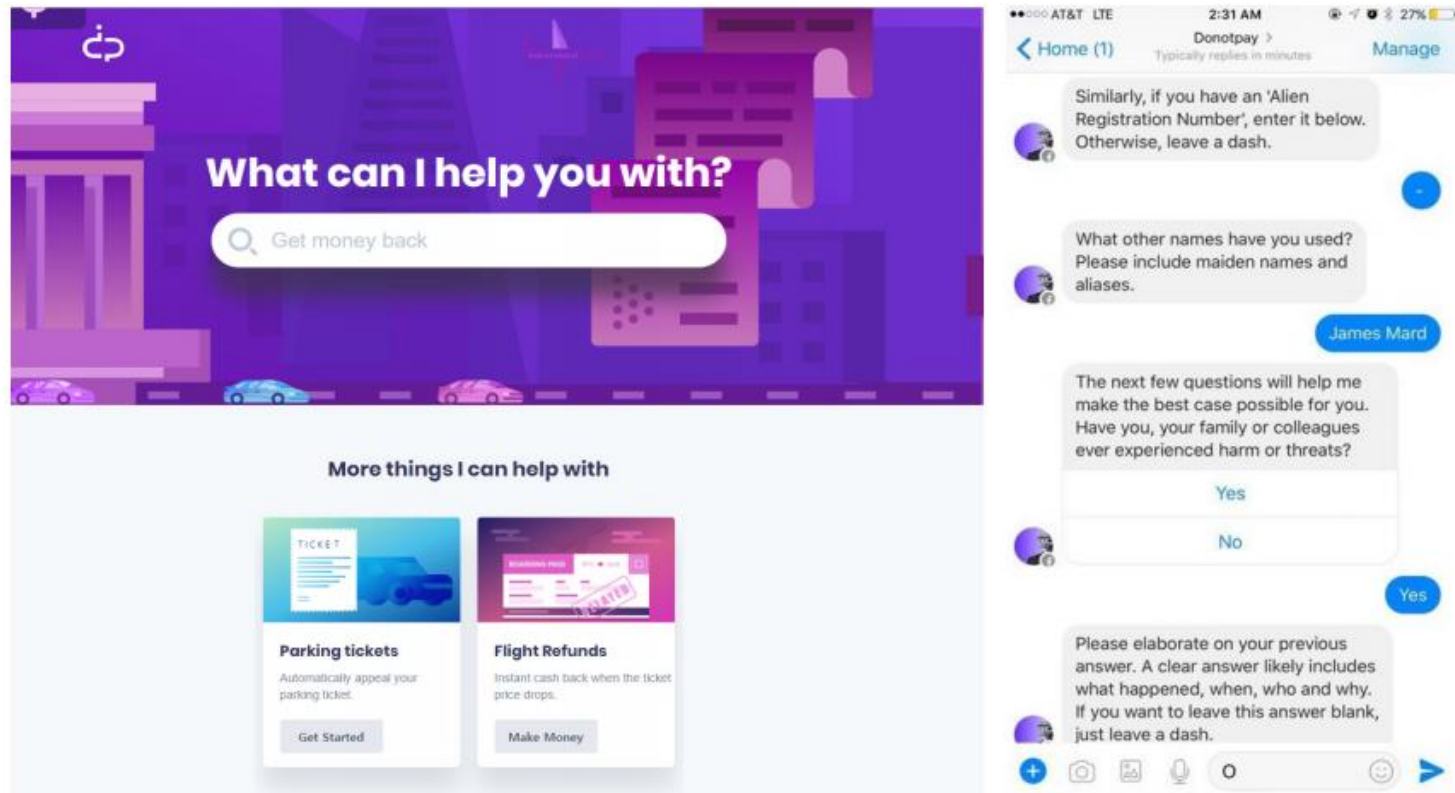 What can I help you with?
Get money back
More things I can help with
TICKET
Parking tickets
Automatically appeal your
parking ticket.
Get Started
BOARDING PASS
DELAYED
Flight Refunds
Instant cash back when the ticket
price drops.
Make Money
AT&T LTE
2:31 AM
27%
Home (1)
Donotpay >
Typically replies in minutes
Manage
Similarly, if you have an 'Alien
Registration Number', enter it below.
Otherwise, leave a dash.
-
What other names have you used?
Please include maiden names and
aliases.
James Mard
The next few questions will help me
make the best case possible for you.
Have you, your family or colleagues
ever experienced harm or threats?
Yes
No
Yes
Please elaborate on your previous
answer. A clear answer likely includes
what happened, when, who and why.
If you want to leave this answer blank,
just leave a dash.
O